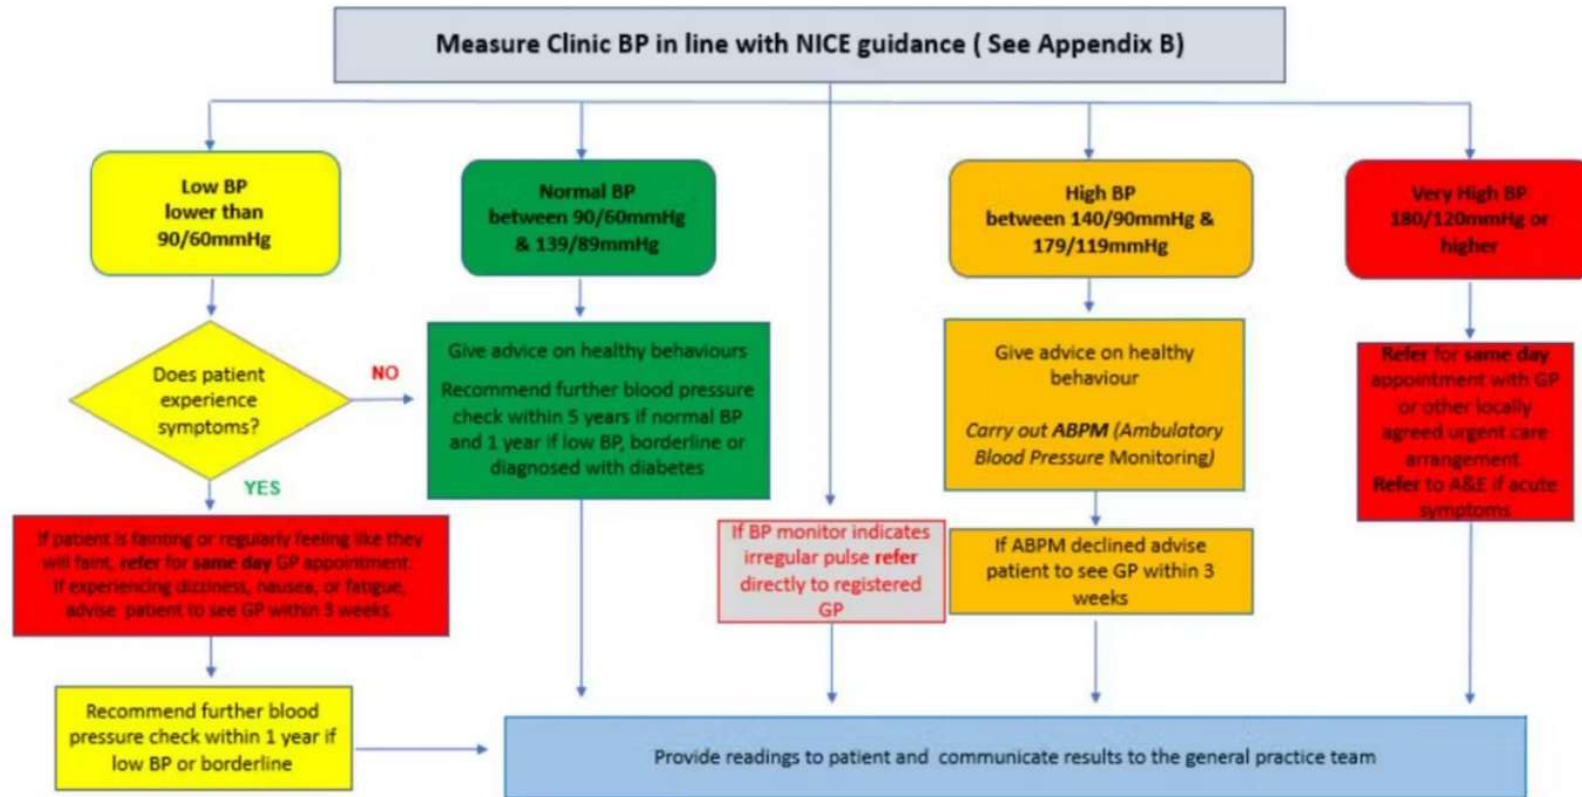 Measure Clinic BP in line with NICE guidance ( See Appendix B)
Low BP
lower than
90/60mmHg
Normal BP
between 90/60mmHg
& 139/89mmHg
High BP
between 140/90mmHg &
179/119mmHg
Very High BP
180/120mmHg or
higher
Does patient
experience
symptoms?
NO
YES
Give advice on healthy behaviours
Recommend further blood pressure
check within 5 years if normal BP
and 1 year if low BP, borderline or
diagnosed with diabetes
Give advice on healthy
behaviour
Carry out ABPM (Ambulatory
Blood Pressure Monitoring)
Refer for same day
appointment with GP
or other locally
agreed urgent care
arrangement.
Refer to A&E if acute
symptoms
If patient is fainting or regularly feeling like they
will faint, refer for same day GP appointment.
If experiencing dizziness, nausea, or fatigue,
advise patient to see GP within 3 weeks.
If BP monitor indicates
irregular pulse refer
directly to registered
GP
If ABPM declined advise
patient to see GP within 3
weeks
Recommend further blood
pressure check within 1 year if
low BP or borderline
Provide readings to patient and communicate results to the general practice team